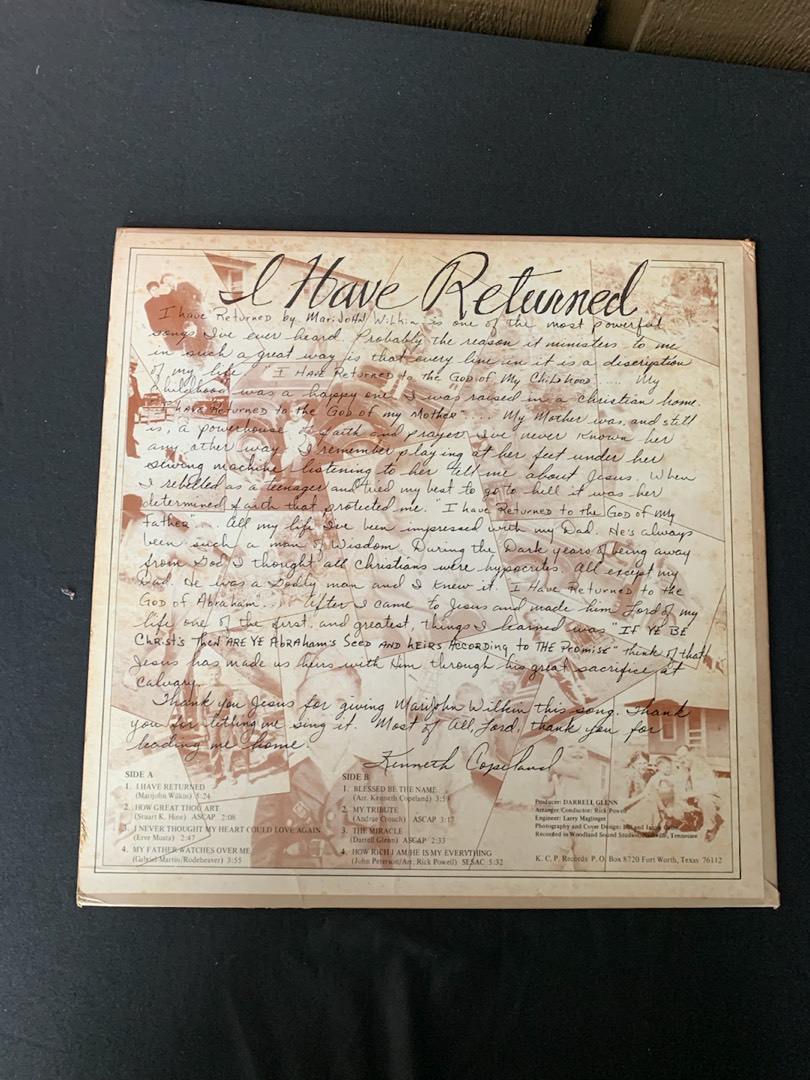 I Have Returned
I have Returned by MariJOHN Wilkin is one of the most powerful
songs I've ever heard. Probably the reason it ministers to me
in such a great way is that every line in it is a description
of my life. "I HAVE Returned to the GOD of My Childhood".... My
Childhood was a happy one. I was raised in a Christian home.
"I have Returned to the GOD of my Mother".... My Mother was, and still
is, a powerhouse of faith and prayer. I've never known her
any other way. I remember playing at her feet under her
sewing machine listening to her tell me about Jesus. When
I rebelled as a teenager and tried my best to go to hell it was her
determined faith that protected me. "I have Returned to the GOD of My
Father"... All my life I've been impressed with my Dad. He's always
been such a man of Wisdom. During the Dark years of being away
from God I thought all Christians were hypocrites. All except my
Dad. He was a Godly man and I knew it. "I Have Returned to the
GOD of Abraham".... After I came to Jesus and made him Lord of my
life one of the first, and greatest, things I learned was "IF YE BE
CHRIST'S THEN ARE YE ABRAHAM'S SEED AND HEIRS ACCORDING to THE PROMISE" think of that!
Jesus has made us heirs with Him through his great sacrifice at
Calvary.
Thank you Jesus for giving Marijohn Wilkin this song. Thank
you for letting me sing it. Most of All, Lord, thank you for
leading me home.
Kenneth Copeland
SIDE A
1. I HAVE RETURNED
(Marijohn Wilkin) 5:24
2. HOW GREAT THOU ART
(Stuart K. Hine) ASCAP 2:08
3. I NEVER THOUGHT MY HEART COULD LOVE AGAIN
(Erve Musta) 2:47
4. MY FATHER WATCHES OVER ME
(Gabriel-Martin/Rodeheaver) 3:55
SIDE B
1. BLESSED BE THE NAME
(Arr. Kenneth Copeland) 3:59
2. MY TRIBUTE
(Andrae Crouch) ASCAP 3:17
3. THE MIRACLE
(Darrell Glenn) ASCAP 2:33
4. HOW RICH I AM/HE IS MY EVERYTHING
(John Peterson/Arr. Rick Powell) SESAC 5:32
Producer: DARRELL GLENN
Arranger/Conductor: Rick Powell
Engineer: Larry Maglinger
Photography and Cover Design: Bill and
Recorded in Woodland Sound Studios, Nashville, Tennessee
K. C. P. Records P. O. Box 8720 Fort Worth, Texas 76112